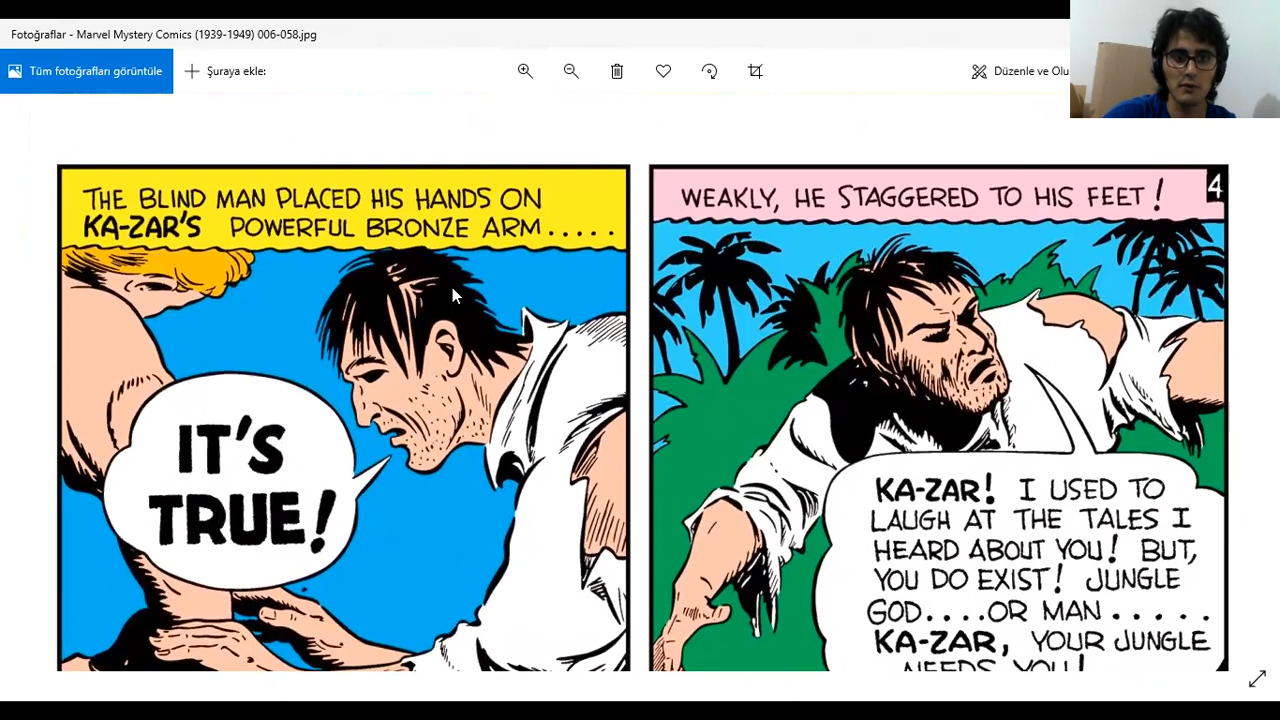 Fotoğraflar - Marvel Mystery Comics (1939-1949) 006-058.jpg
Tüm fotoğrafları görüntüle
Şuraya ekle:
Düzenle ve Olu
THE BLIND MAN PLACED HIS HANDS ON
KA-ZAR'S POWERFUL BRONZE ARM.....
IT'S
TRUE!
WEAKLY, HE STAGGERED TO HIS FEET!
4
KA-ZAR! I USED TO
LAUGH AT THE TALES I
HEARD ABOUT YOU! BUT,
YOU DO EXIST! JUNGLE
GOD....OR MAN.....
KA-ZAR, YOUR JUNGLE
NEEDS YOU!